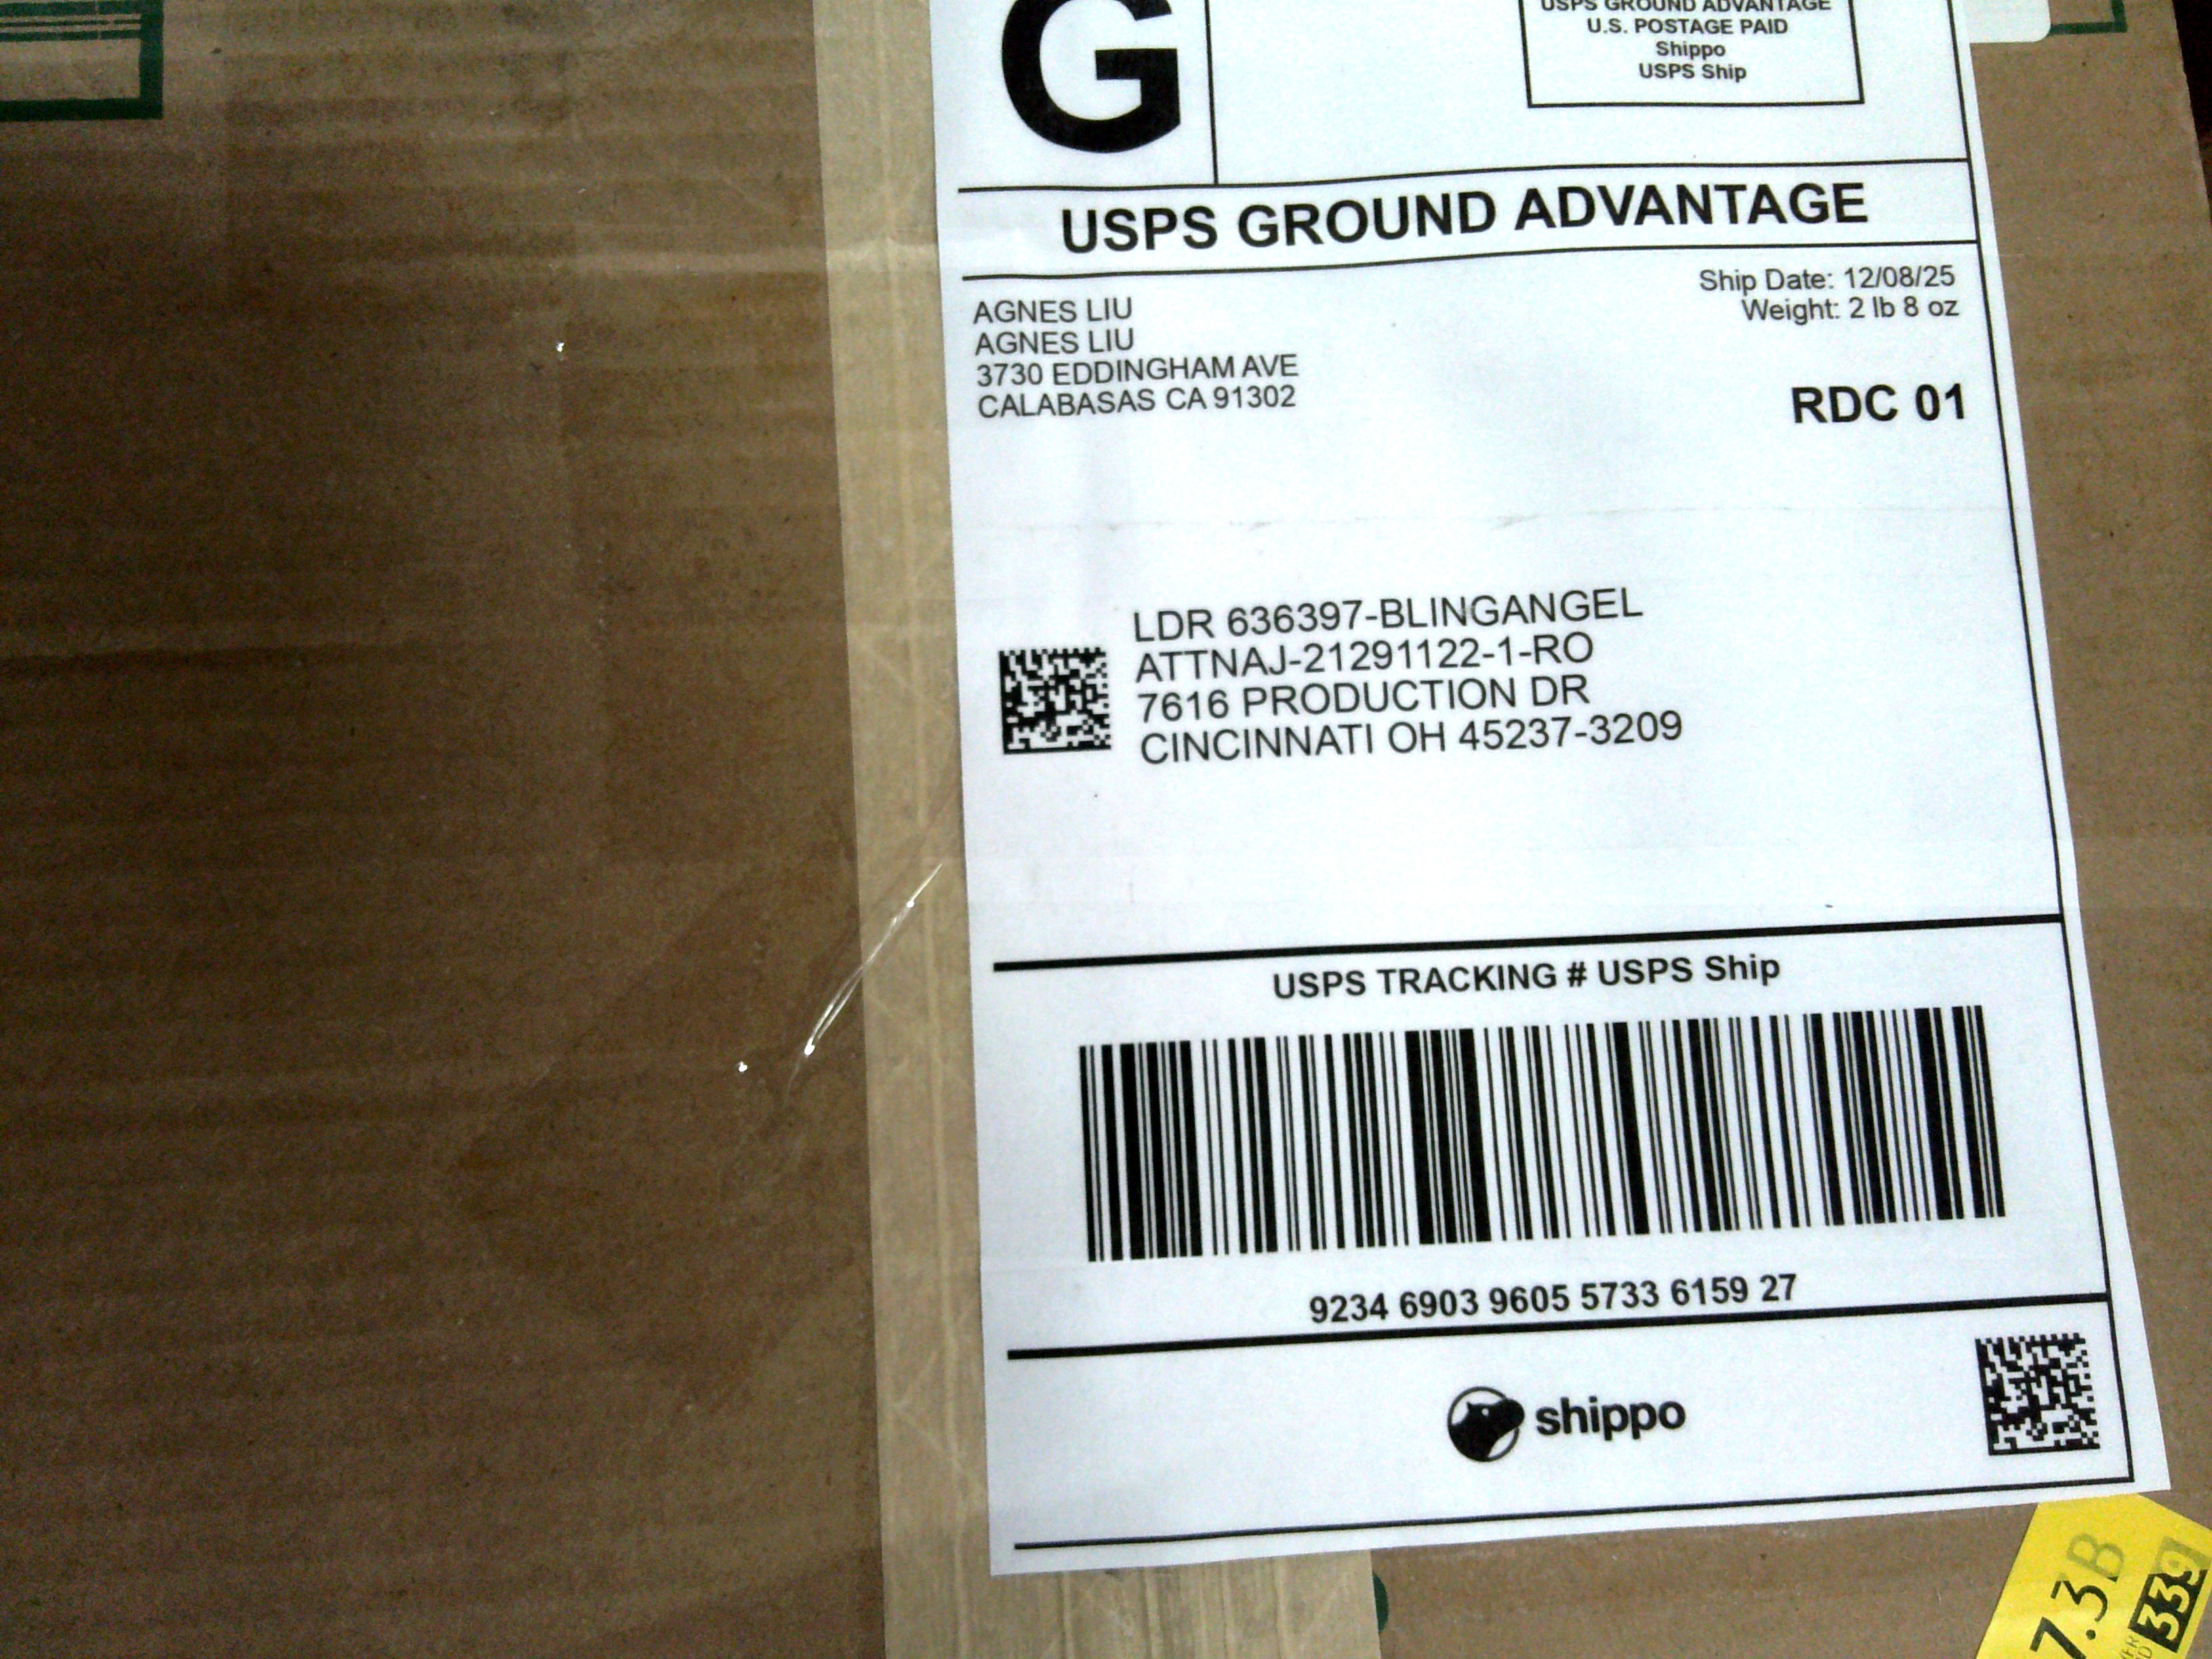 G
USPS GROUND ADVANTAGE
U.S. POSTAGE PAID
Shippo
USPS Ship
USPS GROUND ADVANTAGE
Ship Date: 12/08/25
Weight: 2 lb 8 oz
AGNES LIU
AGNES LIU
3730 EDDINGHAM AVE
CALABASAS CA 91302
RDC 01
LDR 636397-BLINGANGEL
ATTNAJ-21291122-1-RO
7616 PRODUCTION DR
CINCINNATI OH 45237-3209
USPS TRACKING # USPS Ship
9234 6903 9605 5733 6159 27
shippo
7.3B
339